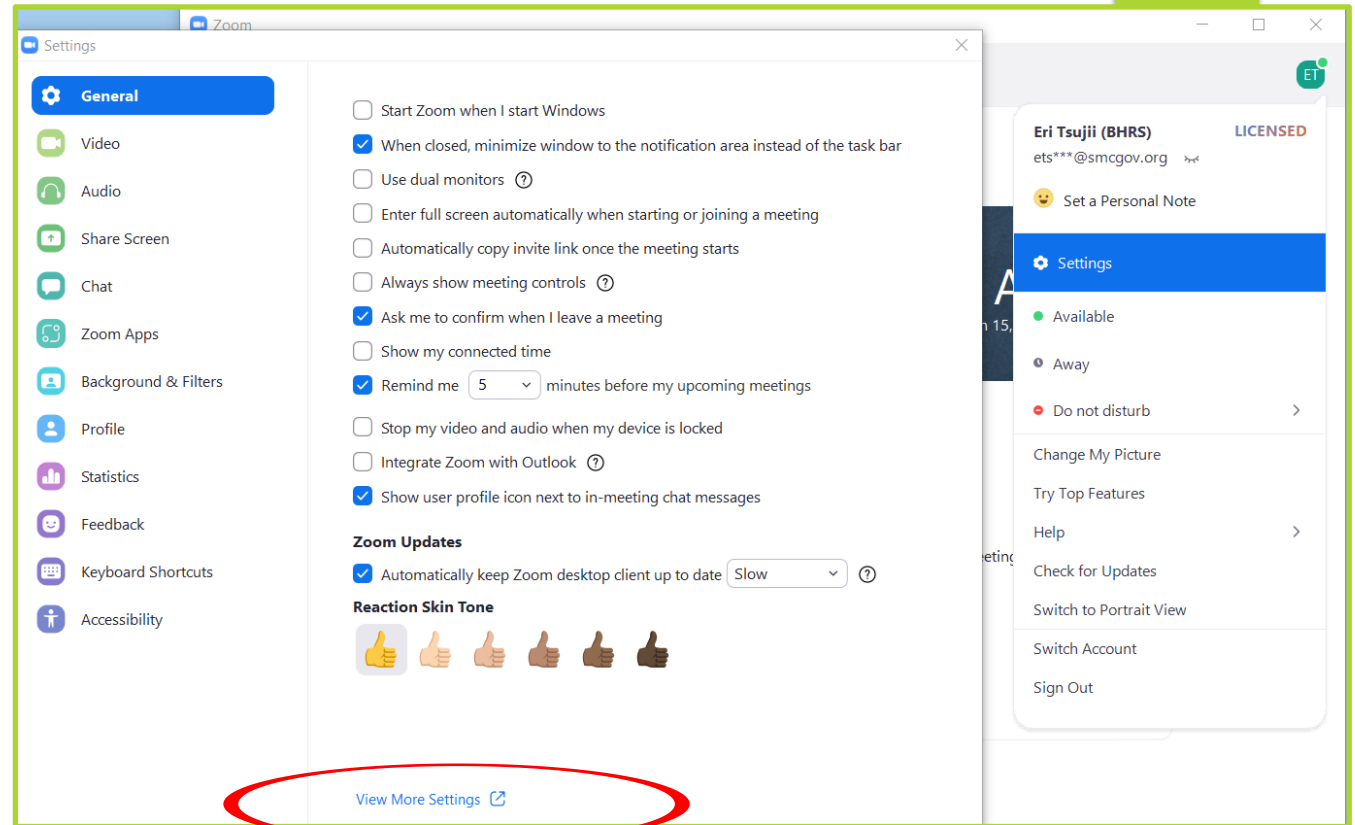 Zoom
Settings
General
Video
Audio
Share Screen
Chat
Zoom Apps
Background & Filters
Profile
Statistics
Feedback
Keyboard Shortcuts
Accessibility
Start Zoom when I start Windows
When closed, minimize window to the notification area instead of the task bar
Use dual monitors ?
Enter full screen automatically when starting or joining a meeting
Automatically copy invite link once the meeting starts
Always show meeting controls ?
Ask me to confirm when I leave a meeting
Show my connected time
Remind me 5 minutes before my upcoming meetings
Stop my video and audio when my device is locked
Integrate Zoom with Outlook ?
Show user profile icon next to in-meeting chat messages
Zoom Updates
Automatically keep Zoom desktop client up to date Slow ?
Reaction Skin Tone
View More Settings
ET
Eri Tsujii (BHRS) LICENSED
ets***@smcgov.org
Set a Personal Note
Settings
Available
Away
Do not disturb
Change My Picture
Try Top Features
Help
Check for Updates
Switch to Portrait View
Switch Account
Sign Out
A
15,
eeting